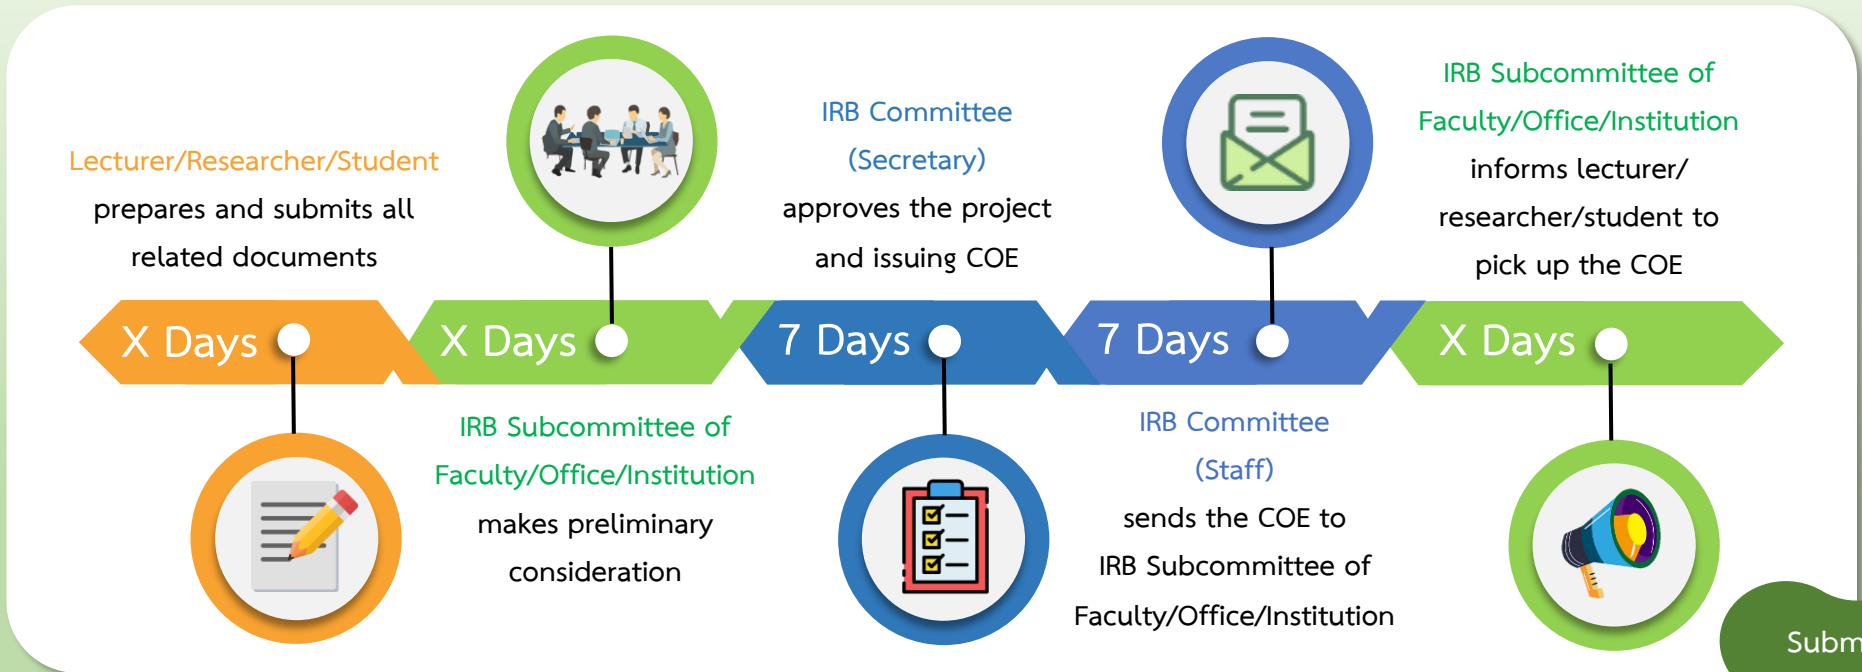 Lecturer/Researcher/Student
prepares and submits all
related documents
X Days
X Days
IRB Subcommittee of
Faculty/Office/Institution
makes preliminary
consideration
IRB Committee
(Secretary)
approves the project
and issuing COE
7 Days
7 Days
IRB Committee
(Staff)
sends the COE to
IRB Subcommittee of
Faculty/Office/Institution
IRB Subcommittee of
Faculty/Office/Institution
informs lecturer/
researcher/student to
pick up the COE
X Days